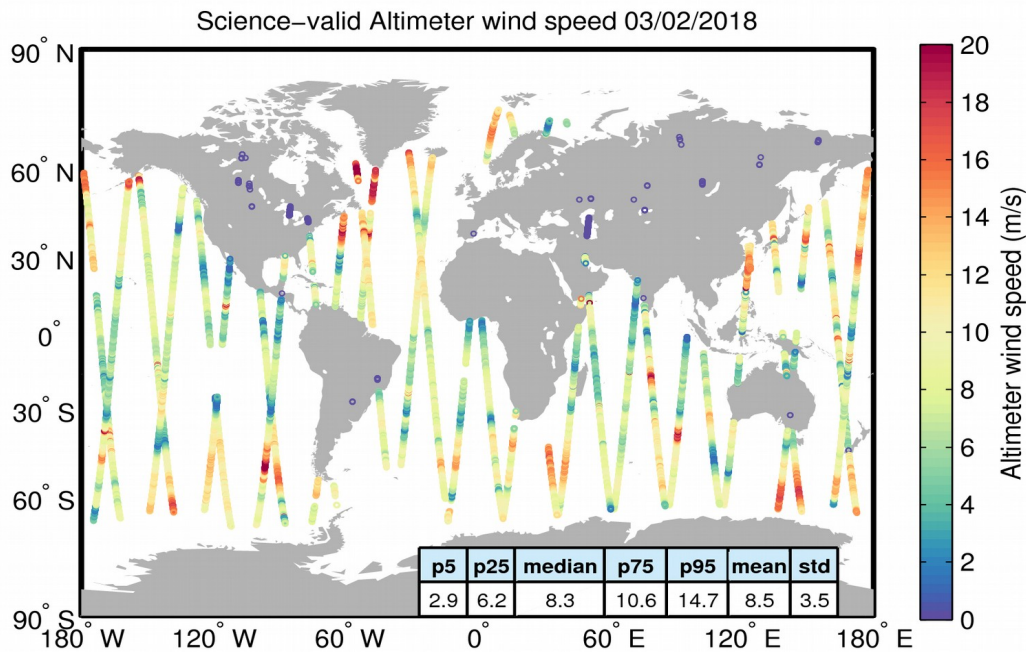 Science−valid Altimeter wind speed 03/02/2018
90° N
60° N
30° N
0°
30° S
60° S
90° S
180° W
120° W
60° W
0°
60° E
120° E
180° E
p5 p25 median p75 p95 mean std
2.9 6.2 8.3 10.6 14.7 8.5 3.5
20
18
16
14
12
10
8
6
4
2
0
Altimeter wind speed (m/s)